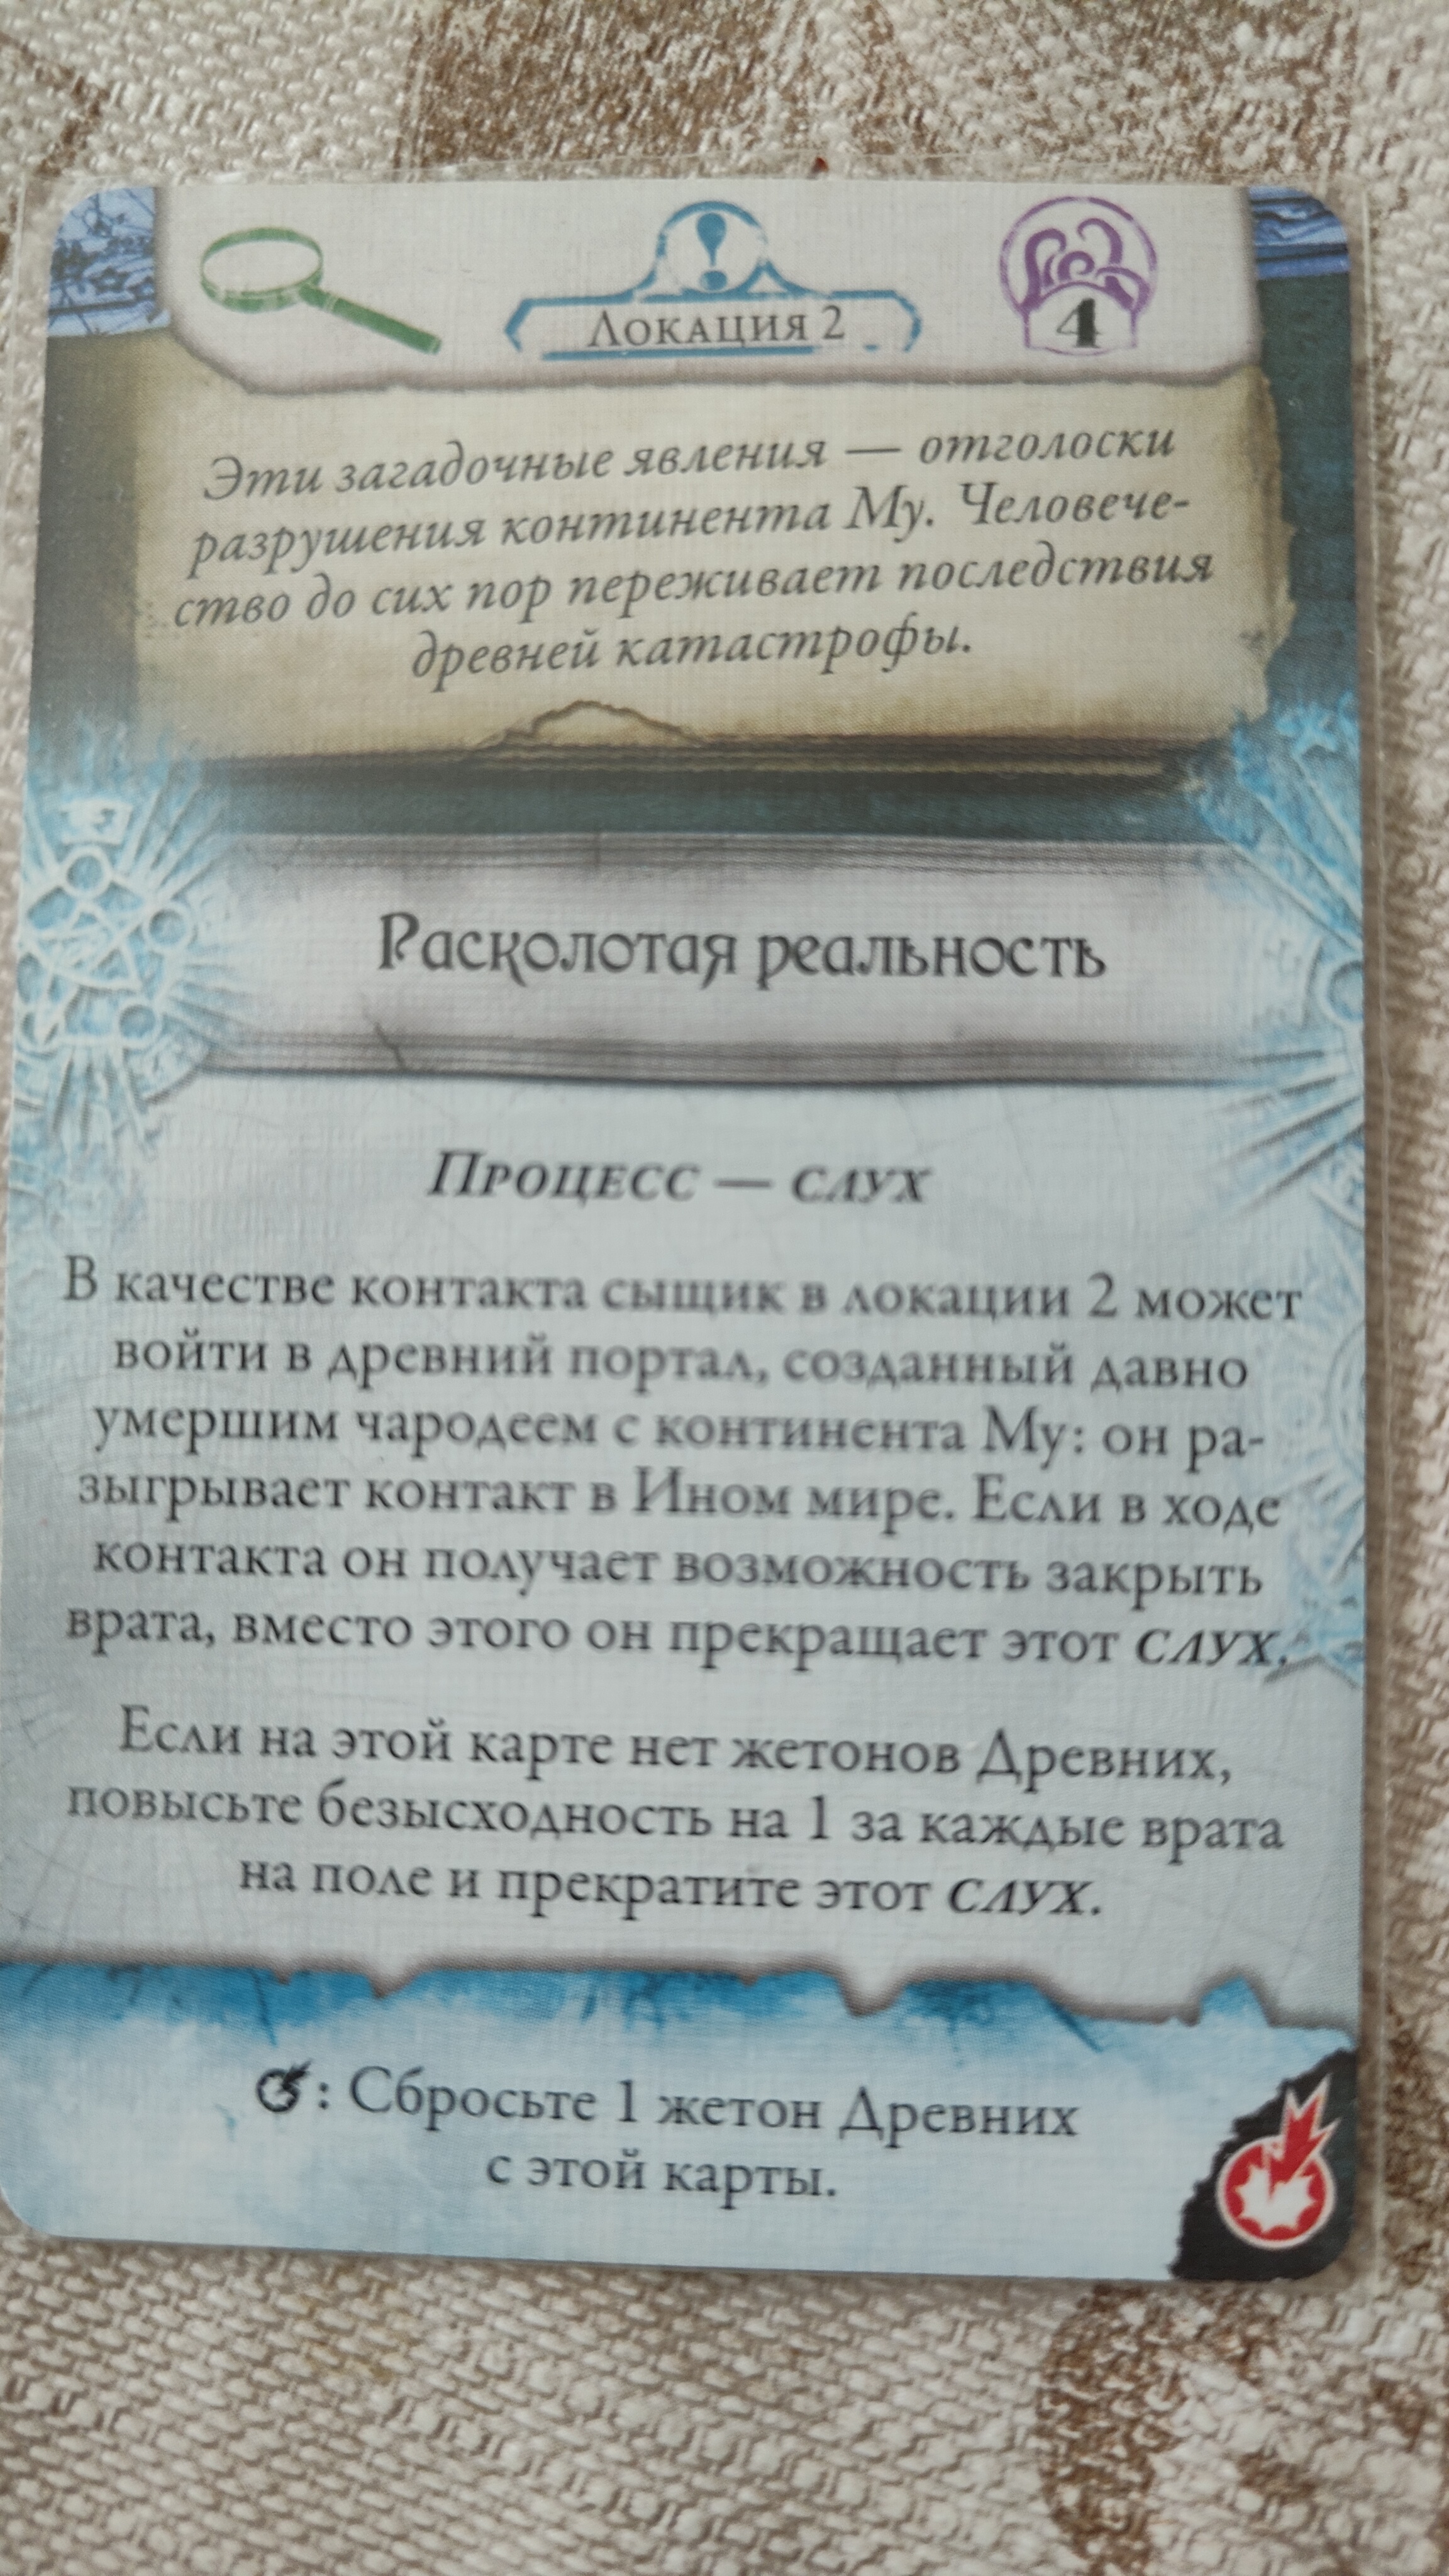 Локация 2
4
Эти загадочные явления — отголоски
разрушения континента Му. Человече-
ство до сих пор переживает последствия
древней катастрофы.
Расколотая реальность
Процесс — слух
В качестве контакта сыщик в локации 2 может
войти в древний портал, созданный давно
умершим чародеем с континента Му: он ра-
зыгрывает контакт в Ином мире. Если в ходе
контакта он получает возможность закрыть
врата, вместо этого он прекращает этот СЛУХ.
Если на этой карте нет жетонов Древних,
повысьте безысходность на 1 за каждые врата
на поле и прекратите этот СЛУХ.
: Сбросьте 1 жетон Древних
с этой карты.